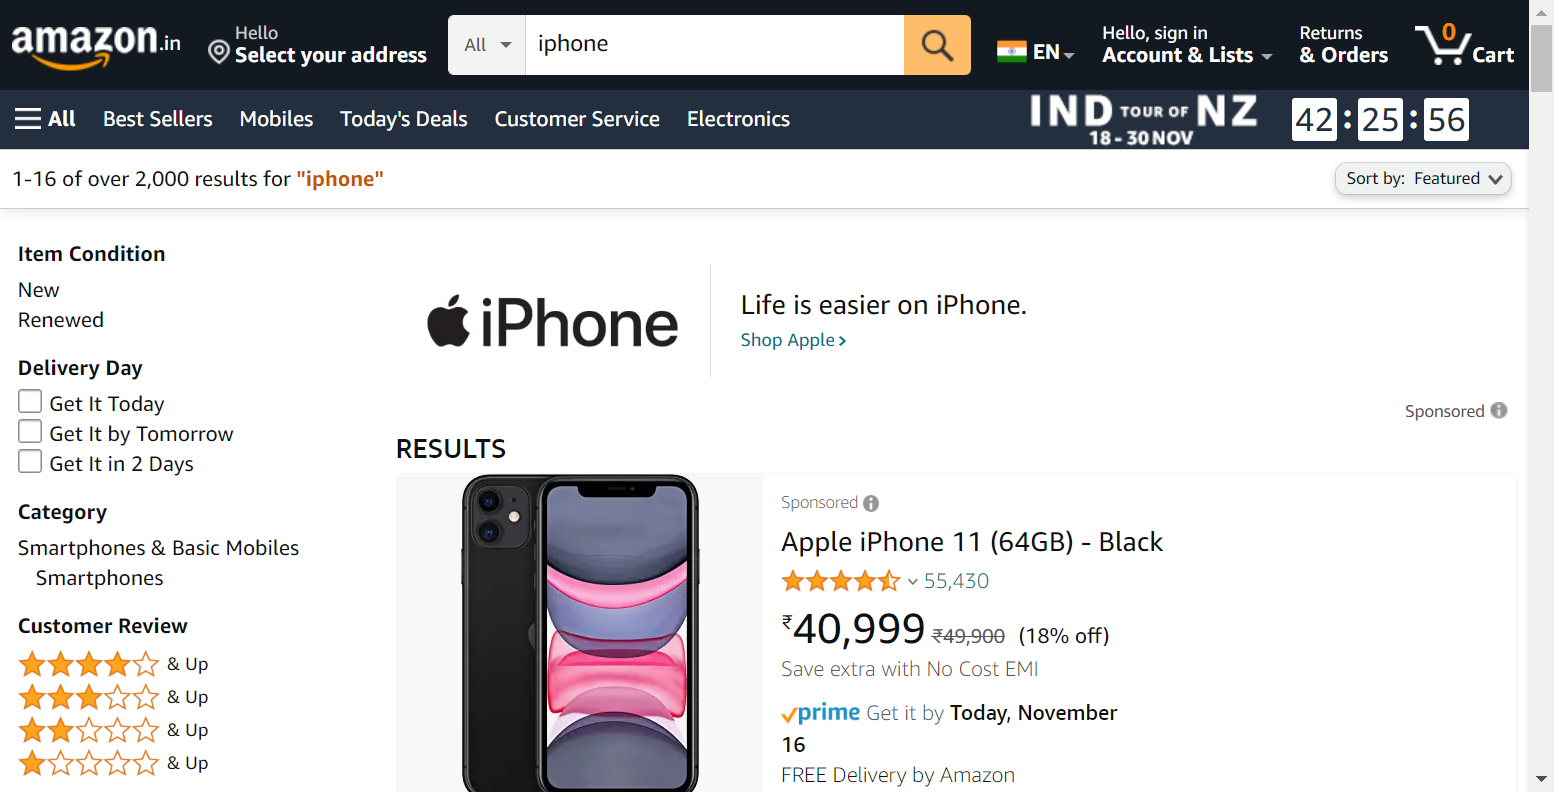 amazon.in
Hello
Select your address
All
iphone
EN
Hello, sign in
Account & Lists
Returns
& Orders
0
Cart
All
Best Sellers
Mobiles
Today's Deals
Customer Service
Electronics
IND TOUR OF NZ
18 - 30 NOV
42 : 25 : 56
1-16 of over 2,000 results for "iphone"
Sort by: Featured
Item Condition
New
Renewed
Delivery Day
Get It Today
Get It by Tomorrow
Get It in 2 Days
Category
Smartphones & Basic Mobiles
Smartphones
Customer Review
& Up
& Up
& Up
& Up
iPhone
Life is easier on iPhone.
Shop Apple
Sponsored
RESULTS
Sponsored
Apple iPhone 11 (64GB) - Black
55,430
₹40,999 ₹49,900 (18% off)
Save extra with No Cost EMI
prime Get it by Today, November
16
FREE Delivery by Amazon